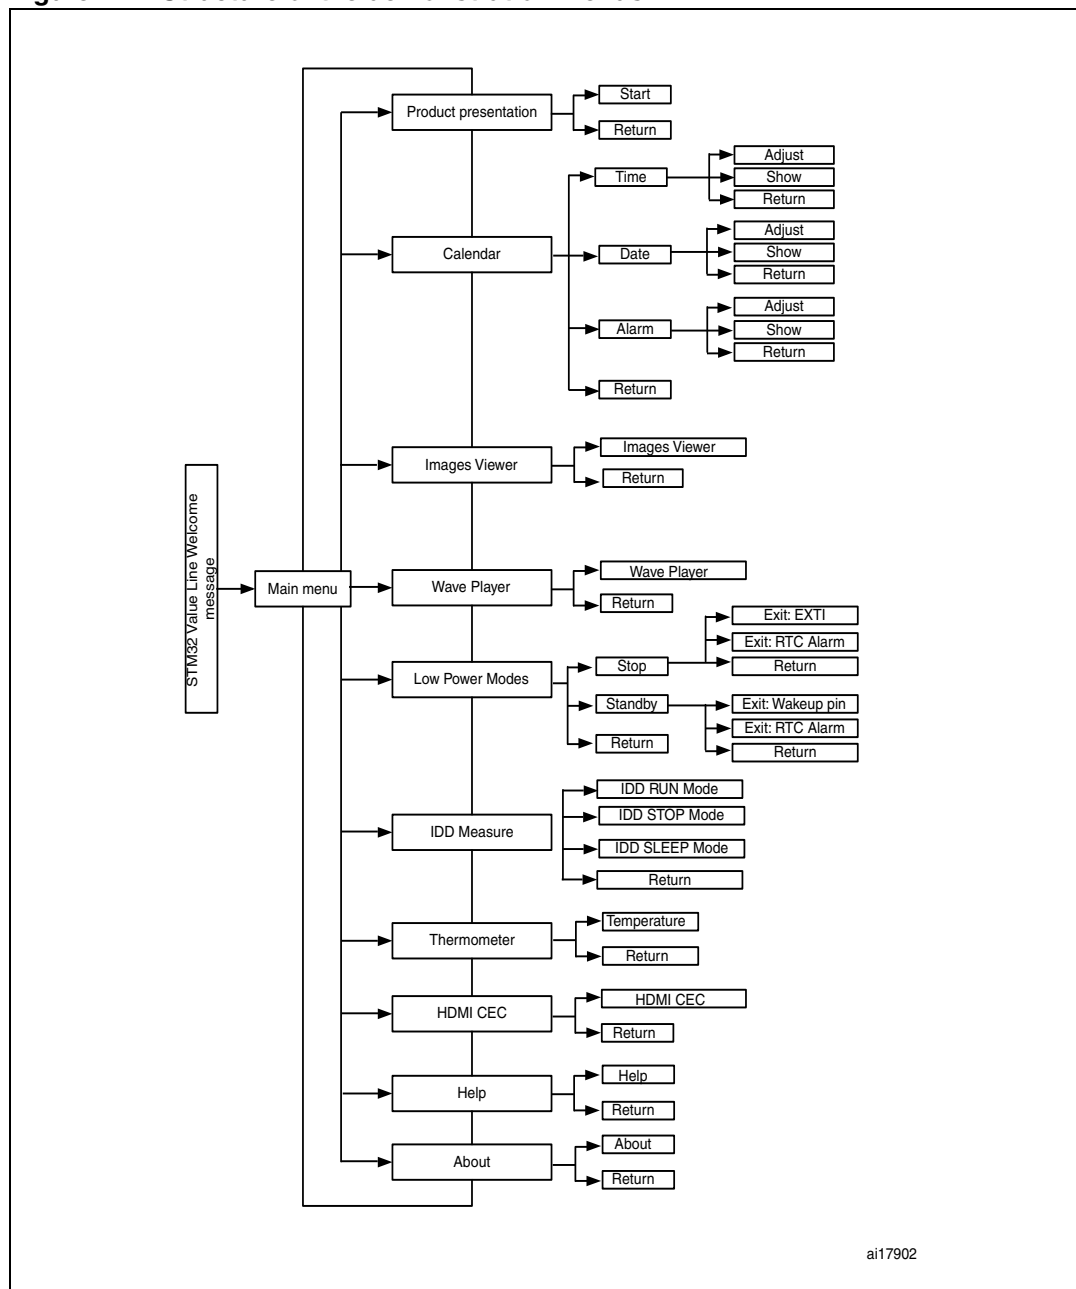 Product presentation
Start
Return
Time
Adjust
Show
Return
Calendar
Date
Adjust
Show
Return
Alarm
Adjust
Show
Return
Return
Images Viewer
Images Viewer
Return
STM32 Value Line Welcome
message
Main menu
Wave Player
Wave Player
Return
Low Power Modes
Stop
Exit: EXTI
Exit: RTC Alarm
Return
Standby
Exit: Wakeup pin
Exit: RTC Alarm
Return
Return
IDD Measure
IDD RUN Mode
IDD STOP Mode
IDD SLEEP Mode
Return
Thermometer
Temperature
Return
HDMI CEC
HDMI CEC
Return
Help
Help
Return
About
About
Return
ai17902